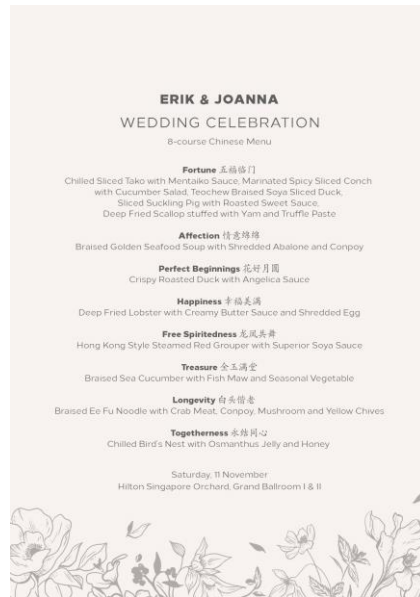 ERIK & JOANNA
WEDDING CELEBRATION
8-course Chinese Menu
Fortune 五福临门
Chilled Sliced Tako with Mentaiko Sauce, Marinated Spicy Sliced Conch
with Cucumber Salad, Teochew Braised Soya Sliced Duck,
Sliced Suckling Pig with Roasted Sweet Sauce,
Deep Fried Scallop stuffed with Yam and Truffle Paste
Affection 情意绵绵
Braised Golden Seafood Soup with Shredded Abalone and Conpoy
Perfect Beginnings 花好月圆
Crispy Roasted Duck with Angelica Sauce
Happiness 幸福美满
Deep Fried Lobster with Creamy Butter Sauce and Shredded Egg
Free Spiritedness 龙凤共舞
Hong Kong Style Steamed Red Grouper with Superior Soya Sauce
Treasure 金玉满堂
Braised Sea Cucumber with Fish Maw and Seasonal Vegetable
Longevity 白头偕老
Braised Ee Fu Noodle with Crab Meat, Conpoy, Mushroom and Yellow Chives
Togetherness 永结同心
Chilled Bird's Nest with Osmanthus Jelly and Honey
Saturday, 11 November
Hilton Singapore Orchard, Grand Ballroom I & II